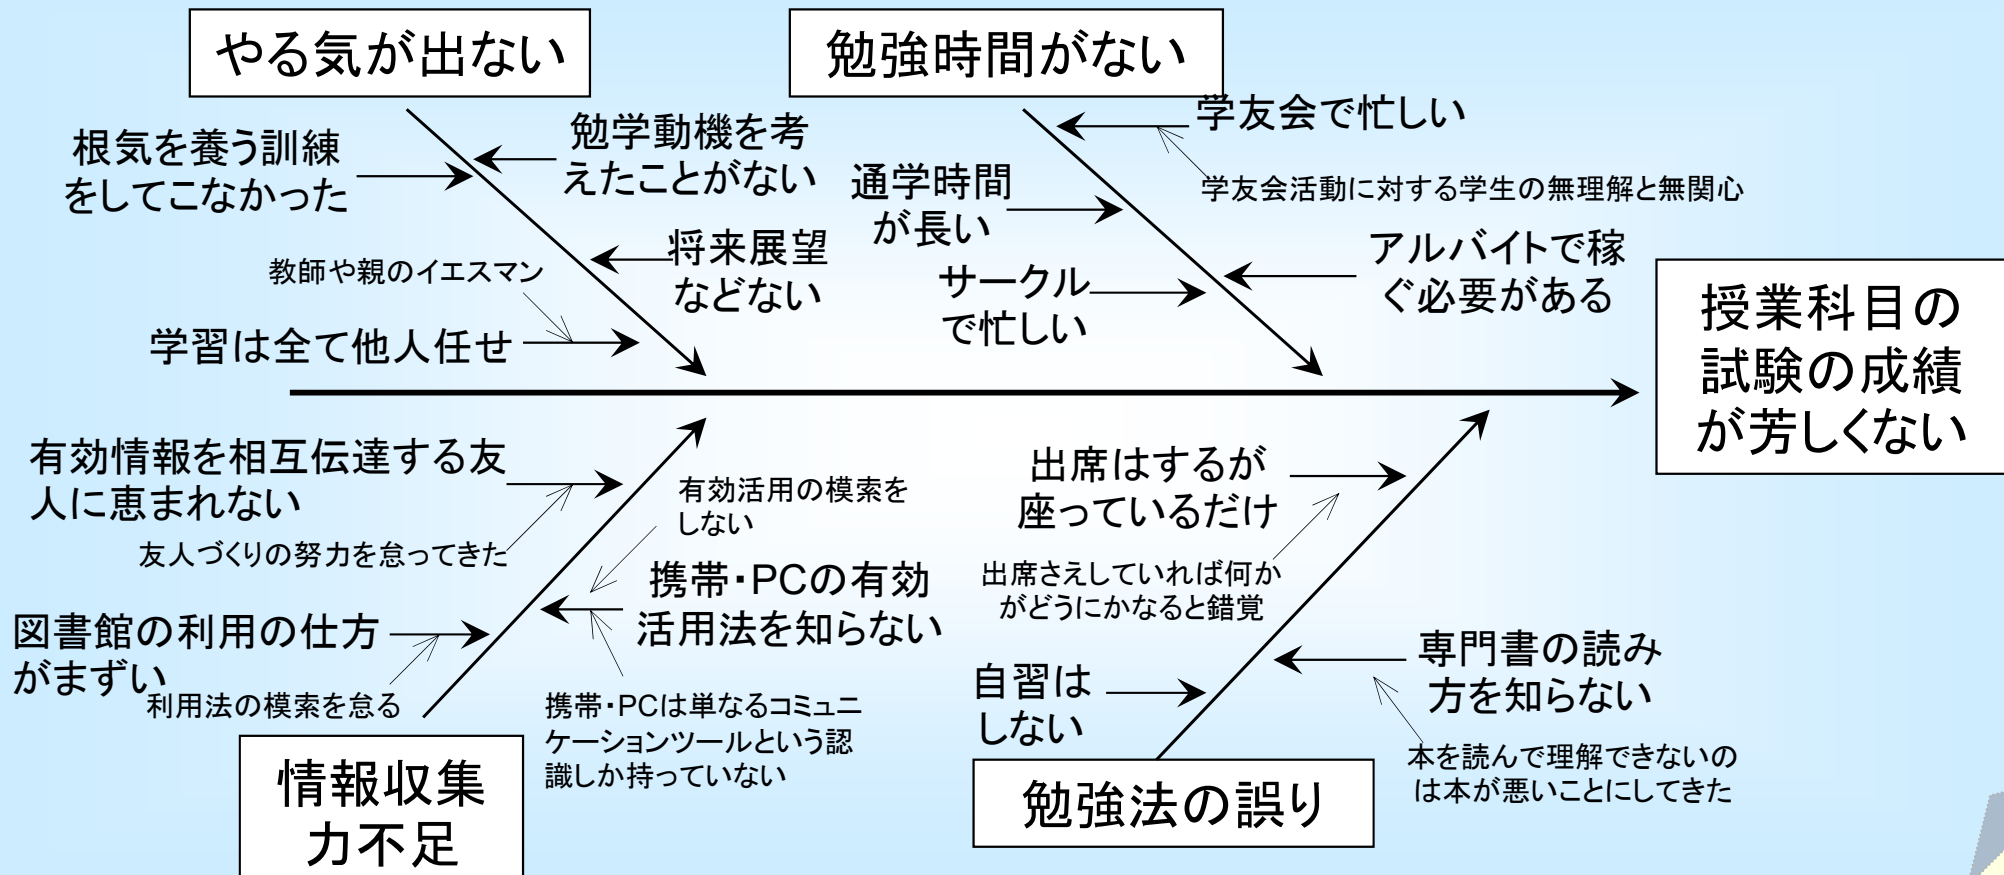 やる気が出ない
勉強時間がない
根気を養う訓練
をしてこなかった
勉学動機を考
えたことがない
将来展望
などない
教師や親のイエスマン
学習は全て他人任せ
学友会で忙しい
学友会活動に対する学生の無理解と無関心
通学時間
が長い
サークル
で忙しい
アルバイトで稼
ぐ必要がある
授業科目の
試験の成績
が芳しくない
有効情報を相互伝達する友
人に恵まれない
友人づくりの努力を怠ってきた
有効活用の模索を
しない
携帯・PCの有効
活用法を知らない
図書館の利用の仕方
がまずい
利用法の模索を怠る
携帯・PCは単なるコミュニ
ケーションツールという認
識しか持っていない
情報収集
力不足
出席はするが
座っているだけ
出席さえしていれば何か
がどうにかなると錯覚
自習は
しない
専門書の読み
方を知らない
本を読んで理解できないの
は本が悪いことにしてきた
勉強法の誤り